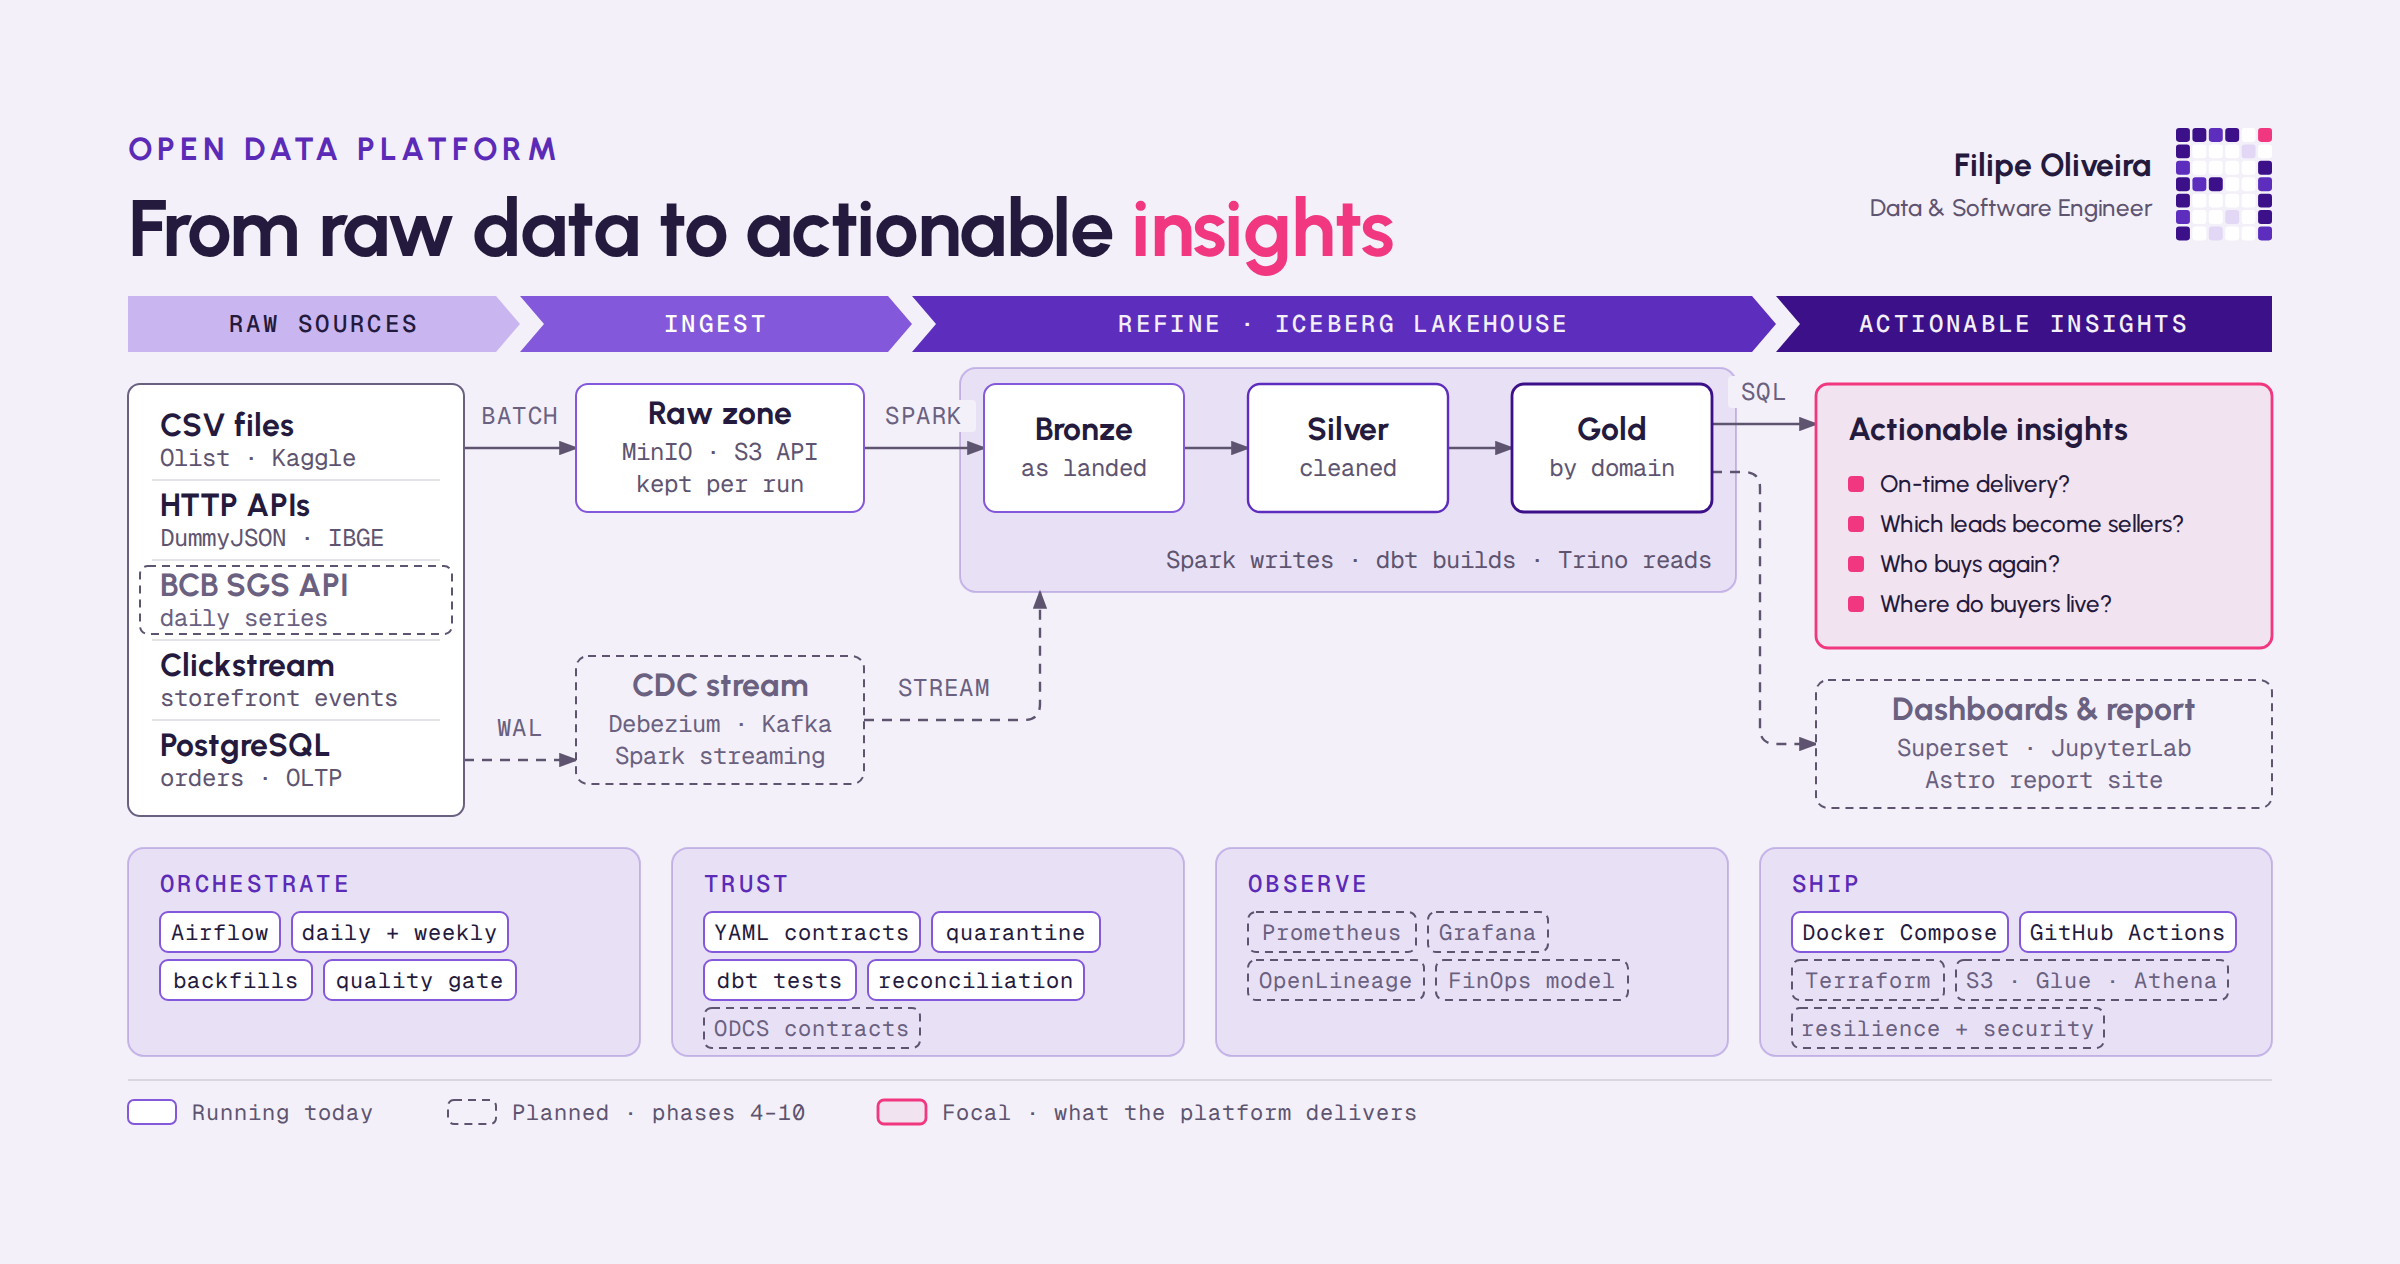 OPEN DATA PLATFORM
From raw data to actionable insights
Filipe Oliveira
Data & Software Engineer
RAW SOURCES
INGEST
REFINE · ICEBERG LAKEHOUSE
ACTIONABLE INSIGHTS
CSV files
Olist · Kaggle
HTTP APIs
DummyJSON · IBGE
BCB SGS API
daily series
Clickstream
storefront events
PostgreSQL
orders · OLTP
BATCH
WAL
Raw zone
MinIO · S3 API
kept per run
CDC stream
Debezium · Kafka
Spark streaming
SPARK
STREAM
Bronze
as landed
Silver
cleaned
Gold
by domain
Spark writes · dbt builds · Trino reads
SQL
Actionable insights
On-time delivery?
Which leads become sellers?
Who buys again?
Where do buyers live?
Dashboards & report
Superset · JupyterLab
Astro report site
ORCHESTRATE
Airflow
daily + weekly
backfills
quality gate
TRUST
YAML contracts
quarantine
dbt tests
reconciliation
ODCS contracts
OBSERVE
Prometheus
Grafana
OpenLineage
FinOps model
SHIP
Docker Compose
GitHub Actions
Terraform
S3 · Glue · Athena
resilience + security
Running today
Planned · phases 4–10
Focal · what the platform delivers